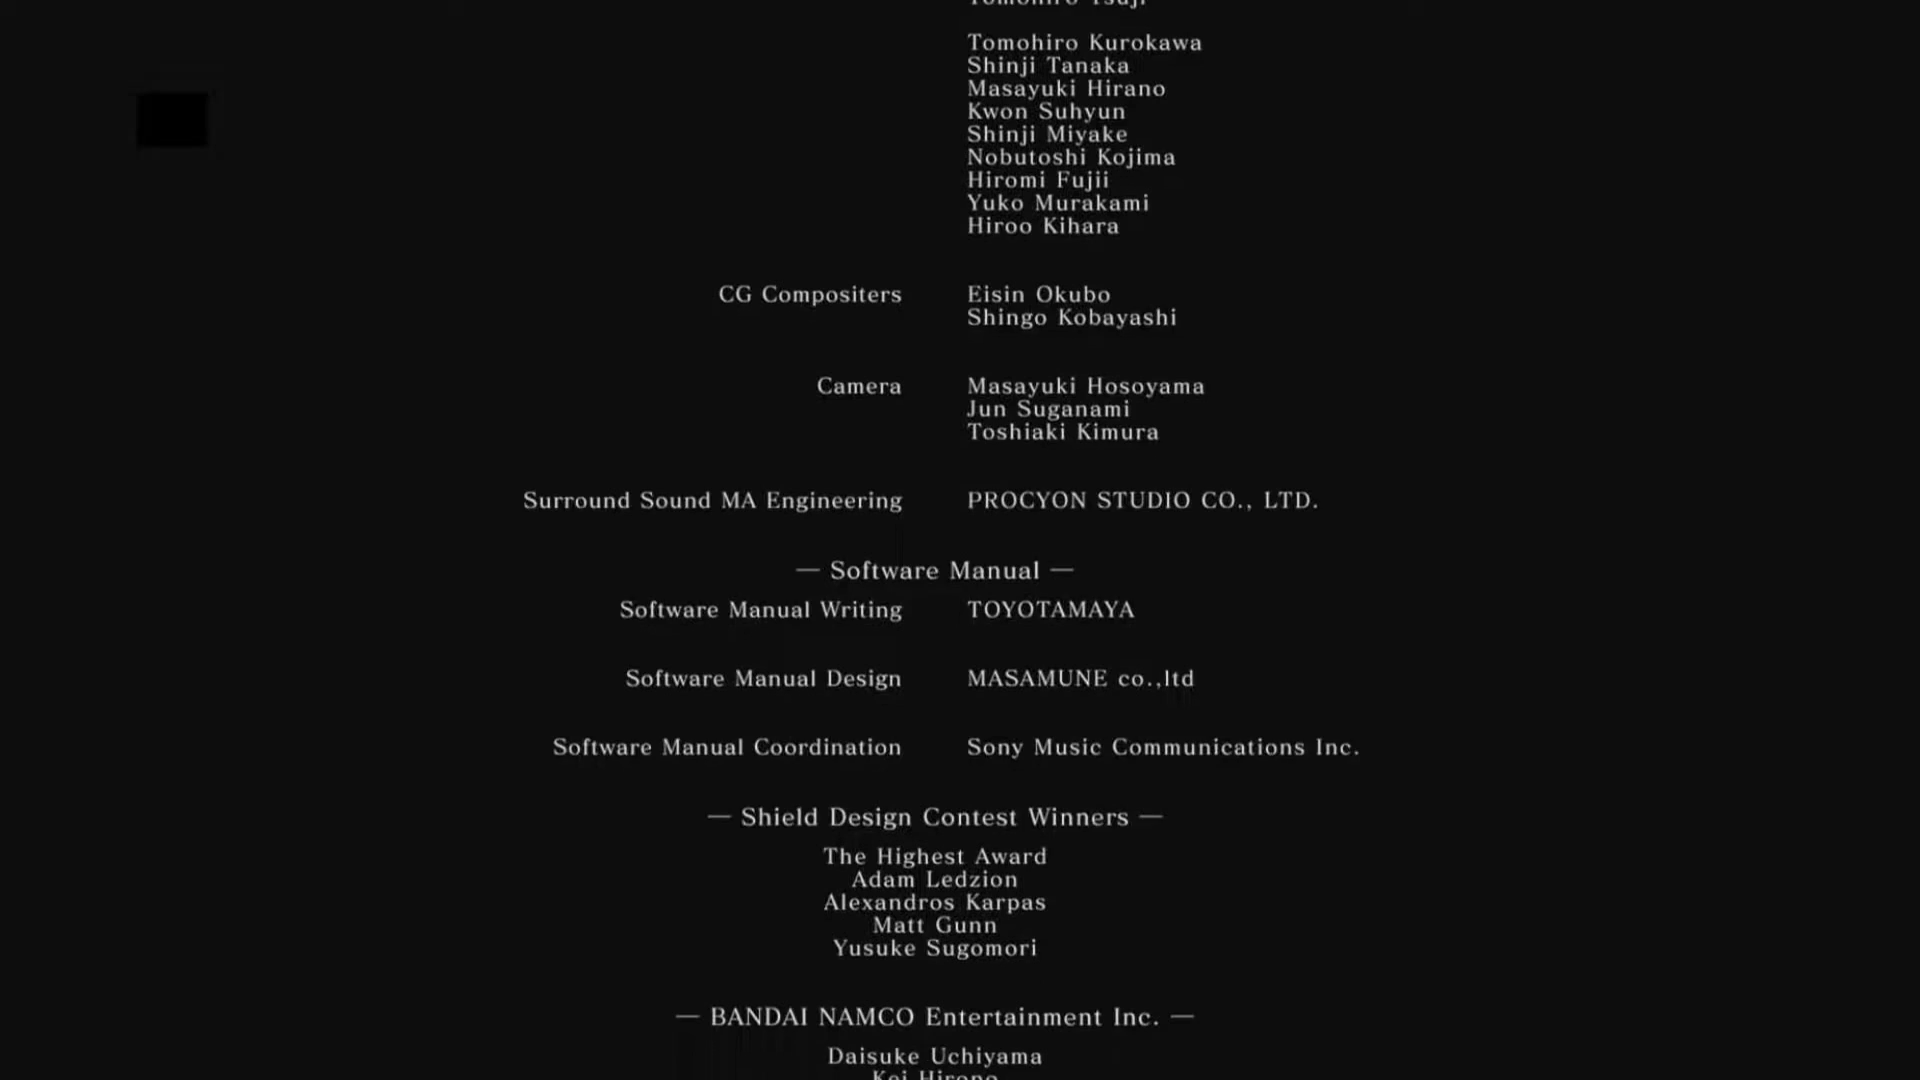 Tomohiro Tsuji
Tomohiro Kurokawa
Shinji Tanaka
Masayuki Hirano
Kwon Suhyun
Shinji Miyake
Nobutoshi Kojima
Hiromi Fujii
Yuko Murakami
Hiroo Kihara
CG Compositers Eisin Okubo
Shingo Kobayashi
Camera Masayuki Hosoyama
Jun Suganami
Toshiaki Kimura
Surround Sound MA Engineering PROCYON STUDIO CO., LTD.
— Software Manual —
Software Manual Writing TOYOTAMAYA
Software Manual Design MASAMUNE co.,ltd
Software Manual Coordination Sony Music Communications Inc.
— Shield Design Contest Winners —
The Highest Award
Adam Ledzion
Alexandros Karpas
Matt Gunn
Yusuke Sugomori
— BANDAI NAMCO Entertainment Inc. —
Daisuke Uchiyama
Kei Hirono